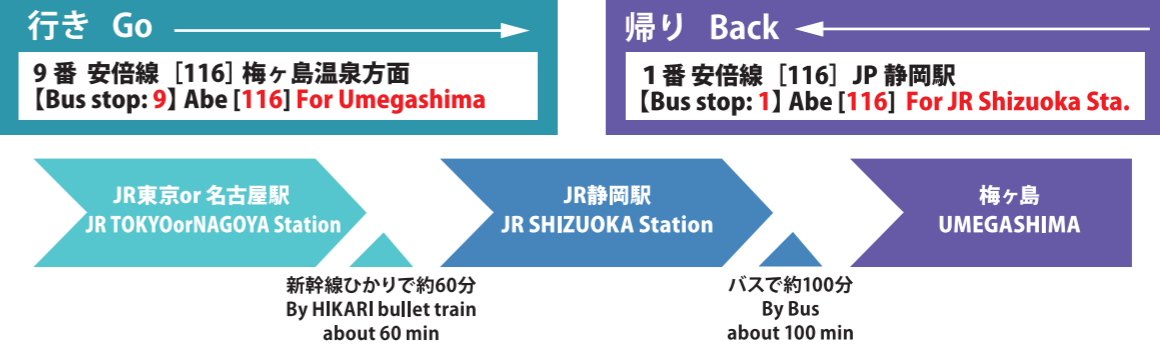 行き Go
9番 安倍線 [116] 梅ヶ島温泉方面
【Bus stop: 9】 Abe [116] For Umegashima
帰り Back
1番 安倍線 [116] JP 静岡駅
【Bus stop: 1】 Abe [116] For JR Shizuoka Sta.
JR東京or 名古屋駅
JR TOKYOorNAGOYA Station
JR静岡駅
JR SHIZUOKA Station
梅ヶ島
UMEGASHIMA
新幹線ひかりで約60分
By HIKARI bullet train
about 60 min
バスで約100分
By Bus
about 100 min